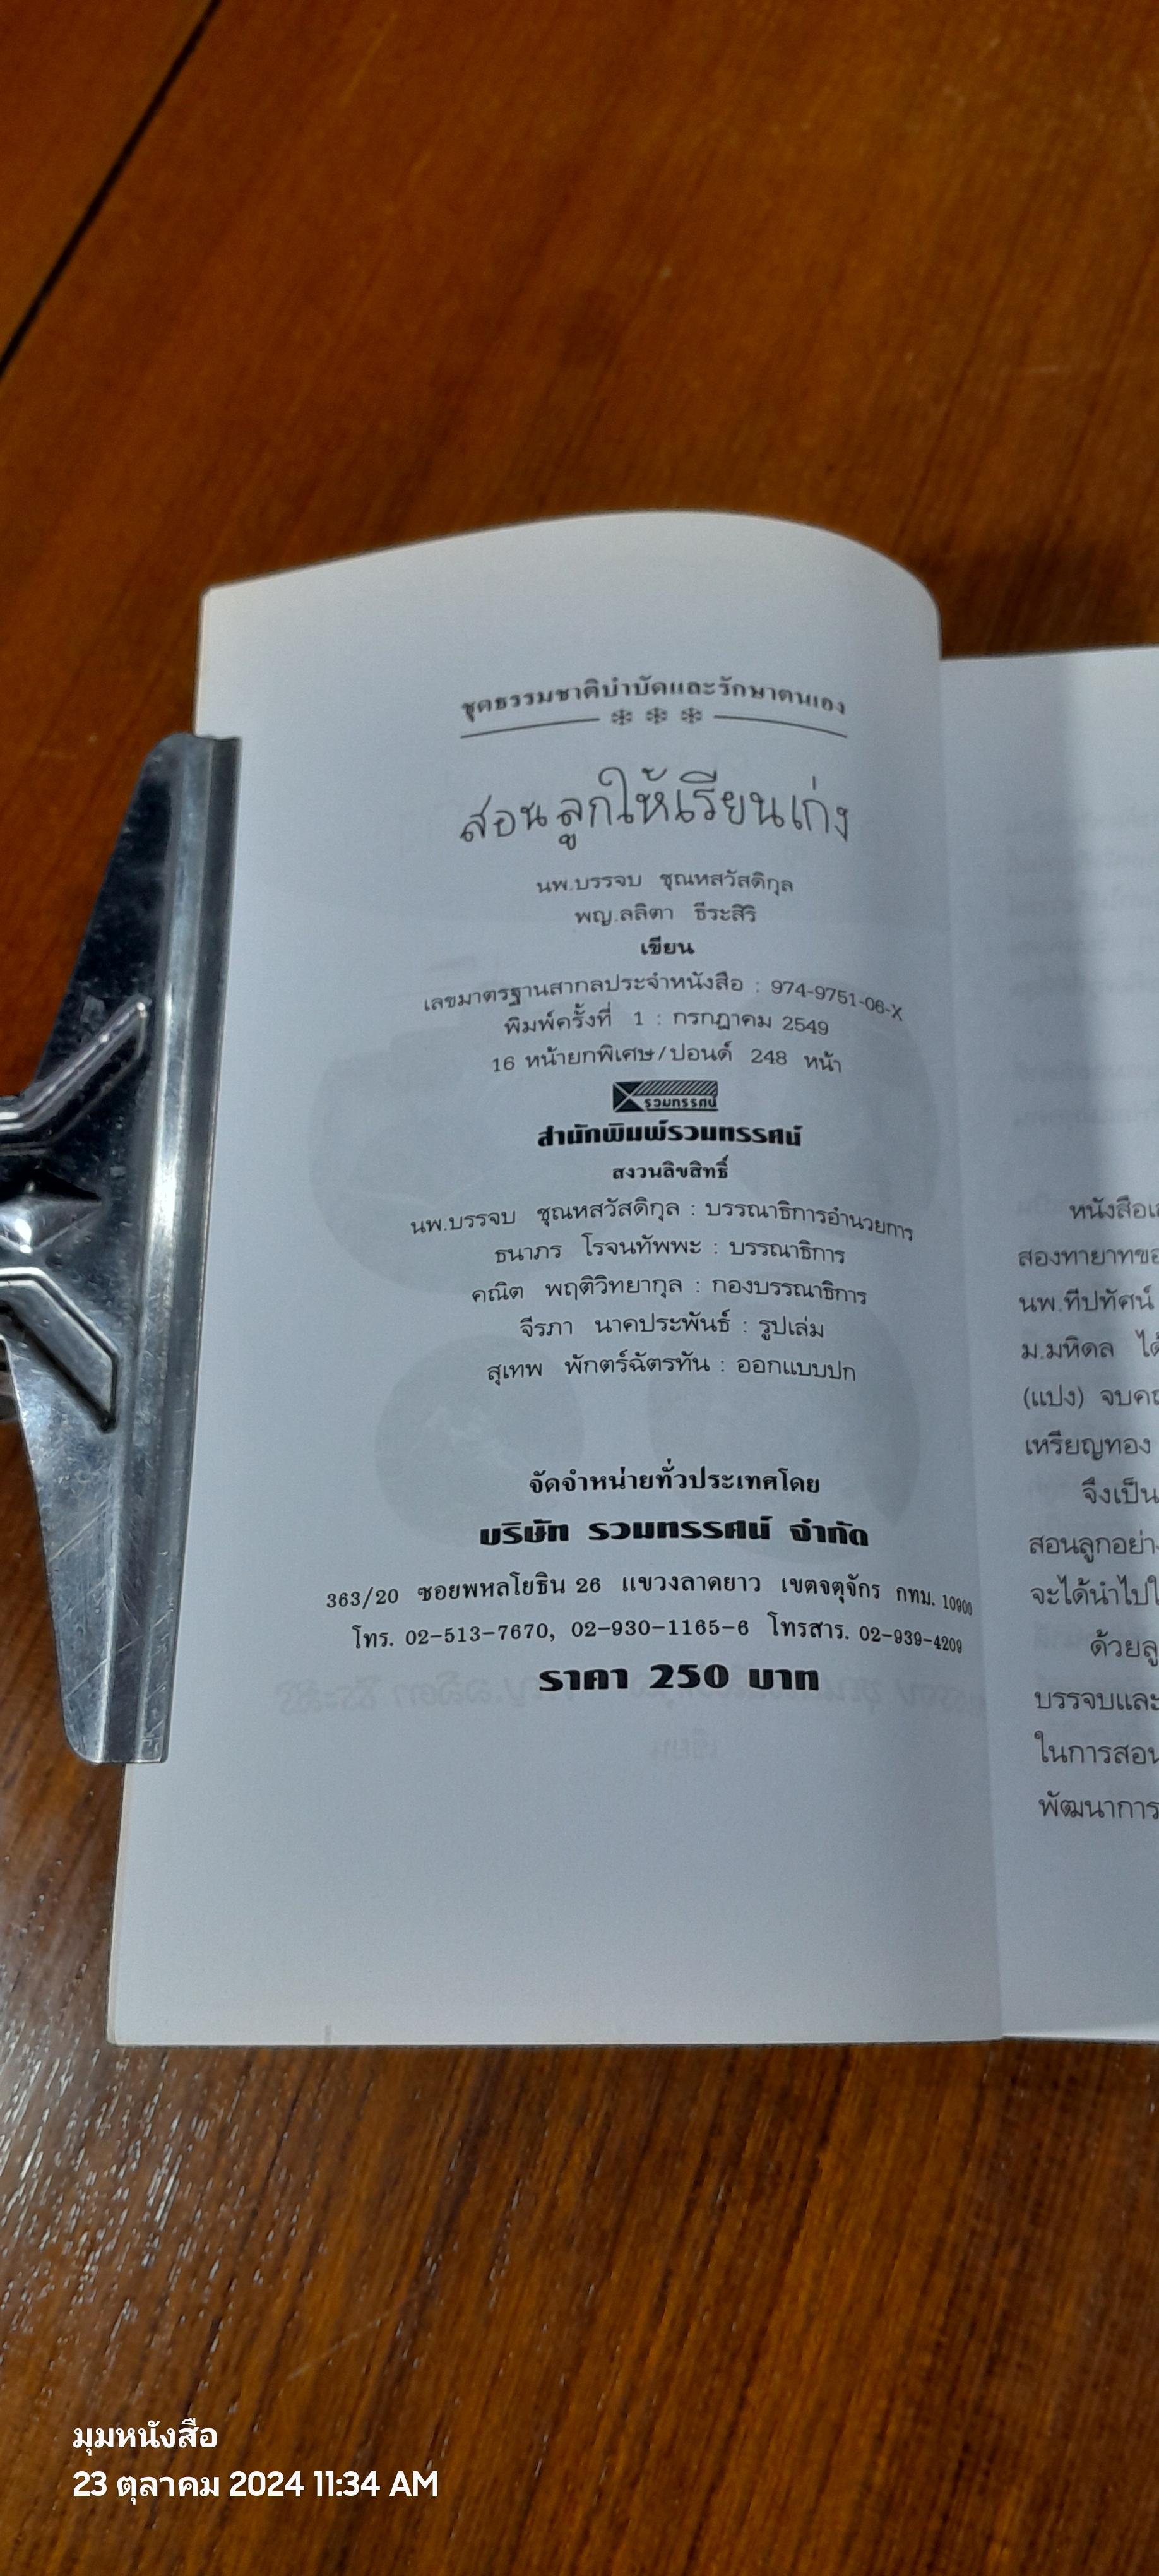 ชุดธรรมชาติบำบัดและรักษาตนเอง
สอนลูกให้เรียนเก่ง
นพ.บรรจบ ชุณหสวัสดิกุล
พญ.ลลิตา ธีระสิริ
เขียน
เลขมาตรฐานสากลประจำหนังสือ : 974-9751-06-X
พิมพ์ครั้งที่ 1 : กรกฎาคม 2549
16 หน้ายกพิเศษ/ปอนด์ 248 หน้า
รวมทรรศน์
สำนักพิมพ์รวมทรรศน์
สงวนลิขสิทธิ์
นพ.บรรจบ ชุณหสวัสดิกุล : บรรณาธิการอำนวยการ
ธนาภร โรจนทัพพะ : บรรณาธิการ
คณิต พฤติวิทยากุล : กองบรรณาธิการ
จีรภา นาคประพันธ์ : รูปเล่ม
สุเทพ พักตร์ฉัตรทัน : ออกแบบปก
จัดจำหน่ายทั่วประเทศโดย
บริษัท รวมทรรศน์ จำกัด
363/20 ซอยพหลโยธิน 26 แขวงลาดยาว เขตจตุจักร กทม. 10900
โทร. 02-513-7670, 02-930-1165-6 โทรสาร. 02-939-4209
ราคา 250 บาท
หนังสือ
สองทายาท
นพ.ทีปทัศน์
ม.มหิดล
(แปง) จบ
เหรียญทอง
จึงเป็น
สอนลูกอย่าง
จะได้นำไป
ด้วย
บรรจบและ
ในการสอน
พัฒนาการ
มุมหนังสือ
23 ตุลาคม 2024 11:34 AM